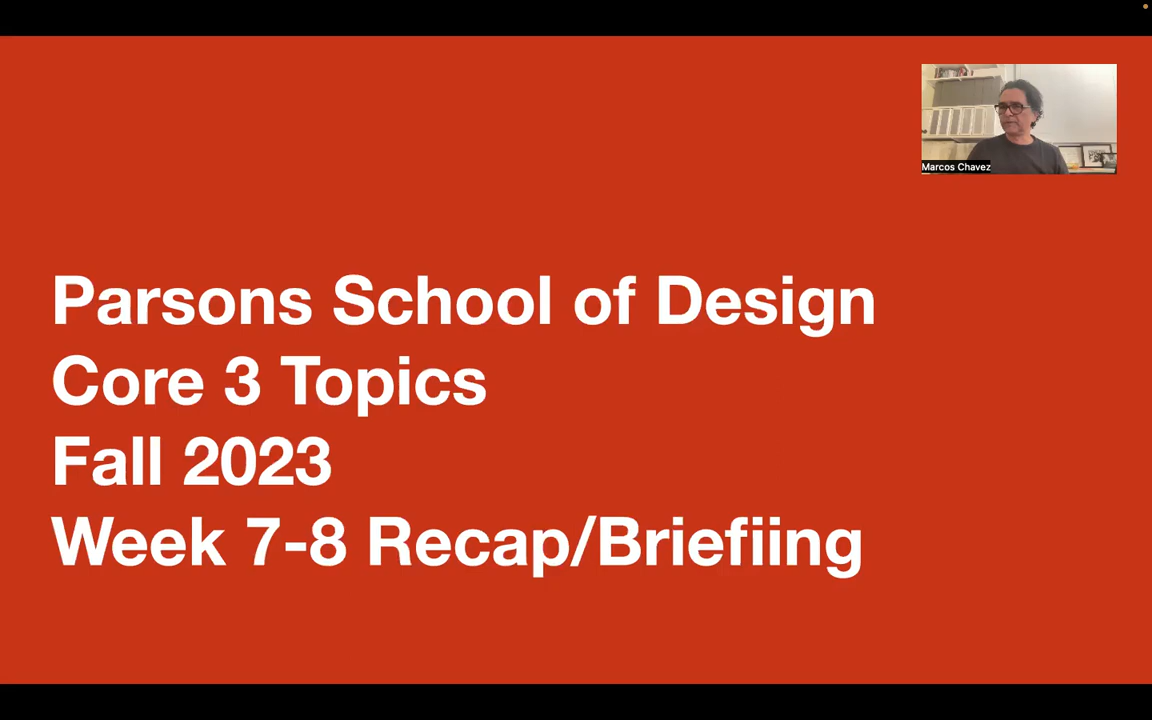 Marcos Chavez
Parsons School of Design
Core 3 Topics
Fall 2023
Week 7-8 Recap/Briefiing